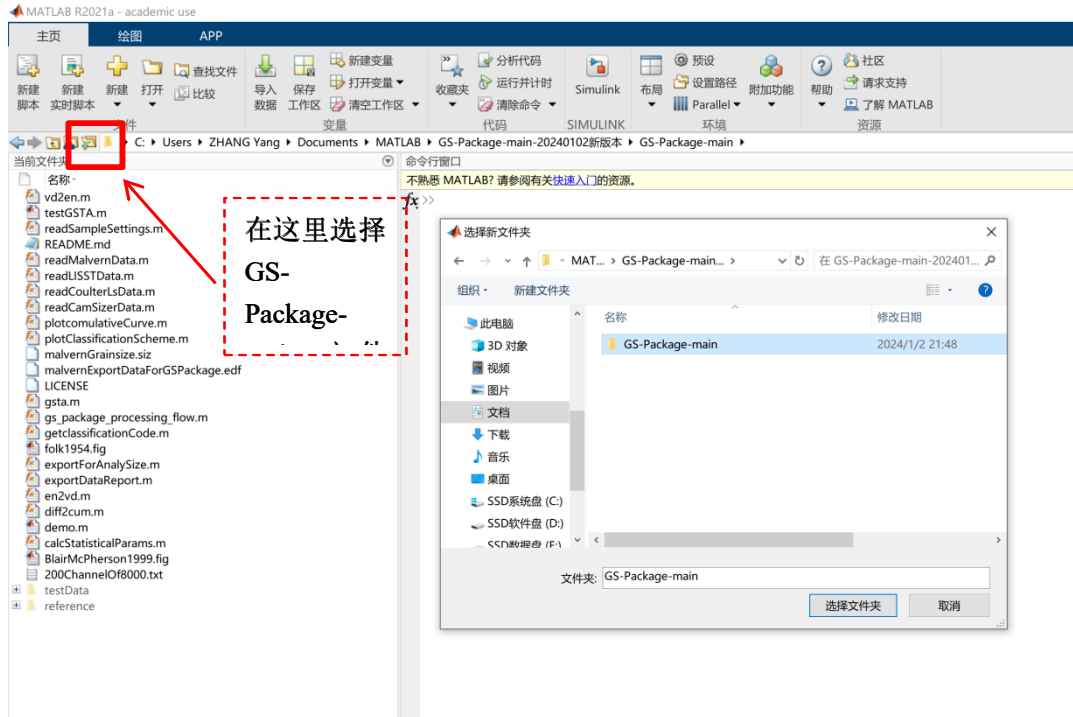 MATLAB R2021a - academic use
主页 绘图 APP
新建脚本 新建实时脚本 新建 打开 查找文件 比较
文件
导入数据 保存工作区 新建变量 打开变量 清空工作区
变量
收藏夹 分析代码 运行并计时 清除命令
代码
Simulink
SIMULINK
布局 预设 设置路径 Parallel 附加功能
环境
帮助 社区 请求支持 了解 MATLAB
资源
C: Users ZHANG Yang Documents MATLAB GS-Package-main-20240102新版本 GS-Package-main
当前文件夹
名称
vd2en.m
testGSTA.m
readSampleSettings.m
README.md
readMalvernData.m
readLISSTData.m
readCoulterLsData.m
readCamSizerData.m
plotcomulativeCurve.m
plotClassificationScheme.m
malvernGrainsize.siz
malvernExportDataForGSPackage.edf
LICENSE
gsta.m
gs_package_processing_flow.m
getclassificationCode.m
folk1954.fig
exportForAnalySize.m
exportDataReport.m
en2vd.m
diff2cum.m
demo.m
calcStatisticalParams.m
BlairMcPherson1999.fig
200ChannelOf8000.txt
testData
reference
在这里选择
GS-
Package-
命令行窗口
不熟悉 MATLAB? 请参阅有关快速入门的资源。
fx >>
选择新文件夹
« MAT... > GS-Package-main... >
在 GS-Package-main-202401...
组织 新建文件夹
名称 修改日期
GS-Package-main 2024/1/2 21:48
此电脑
3D 对象
视频
图片
文档
下载
音乐
桌面
SSD系统盘 (C:)
SSD软件盘 (D:)
文件夹: GS-Package-main
选择文件夹 取消